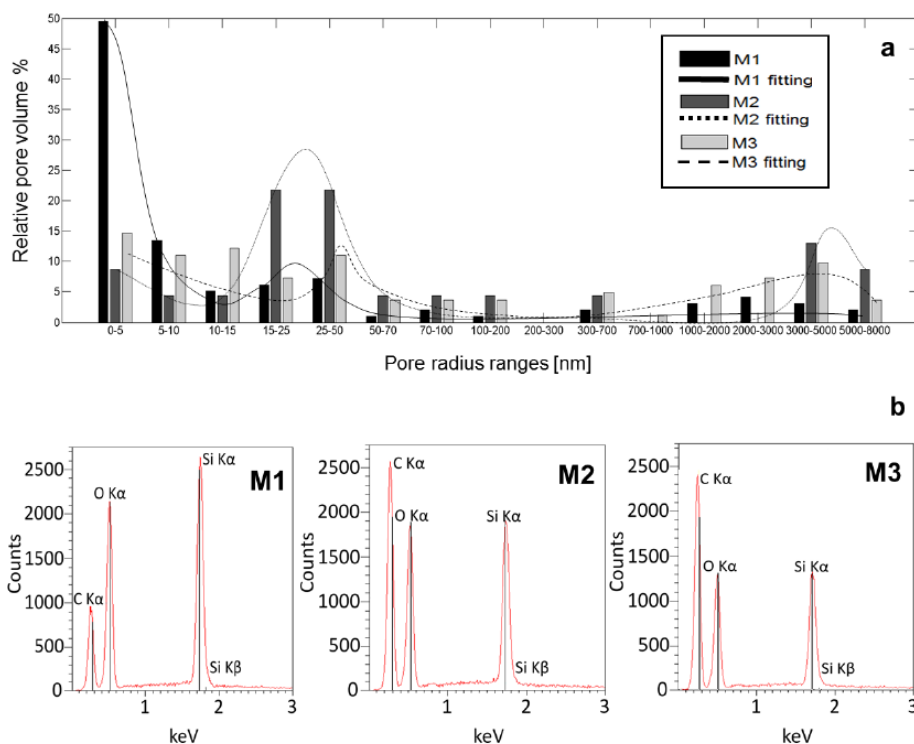 a
50
45
40
35
30
25
20
15
10
5
0
Relative pore volume %
M1
M1 fitting
M2
M2 fitting
M3
M3 fitting
0-5 5-10 10-15 15-25 25-50 50-70 70-100 100-200 200-300 300-700 700-1000 1000-2000 2000-3000 3000-5000 5000-8000
Pore radius ranges [nm]
b
M1
Counts
2500
2000
1500
1000
500
0
C Kα
O Kα
Si Kα
Si Kβ
1 2 3
keV
M2
Counts
2500
2000
1500
1000
500
0
C Kα
O Kα
Si Kα
Si Kβ
1 2 3
keV
M3
Counts
2500
2000
1500
1000
500
0
C Kα
O Kα
Si Kα
Si Kβ
1 2 3
keV